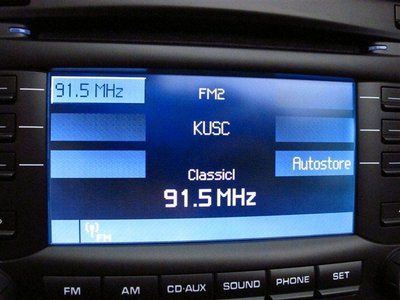 91.5 MHz
FM2
KUSC
Autostore
Classicl
91.5 MHz
FM
FM
AM
CD·AUX
SOUND
PHONE
SET